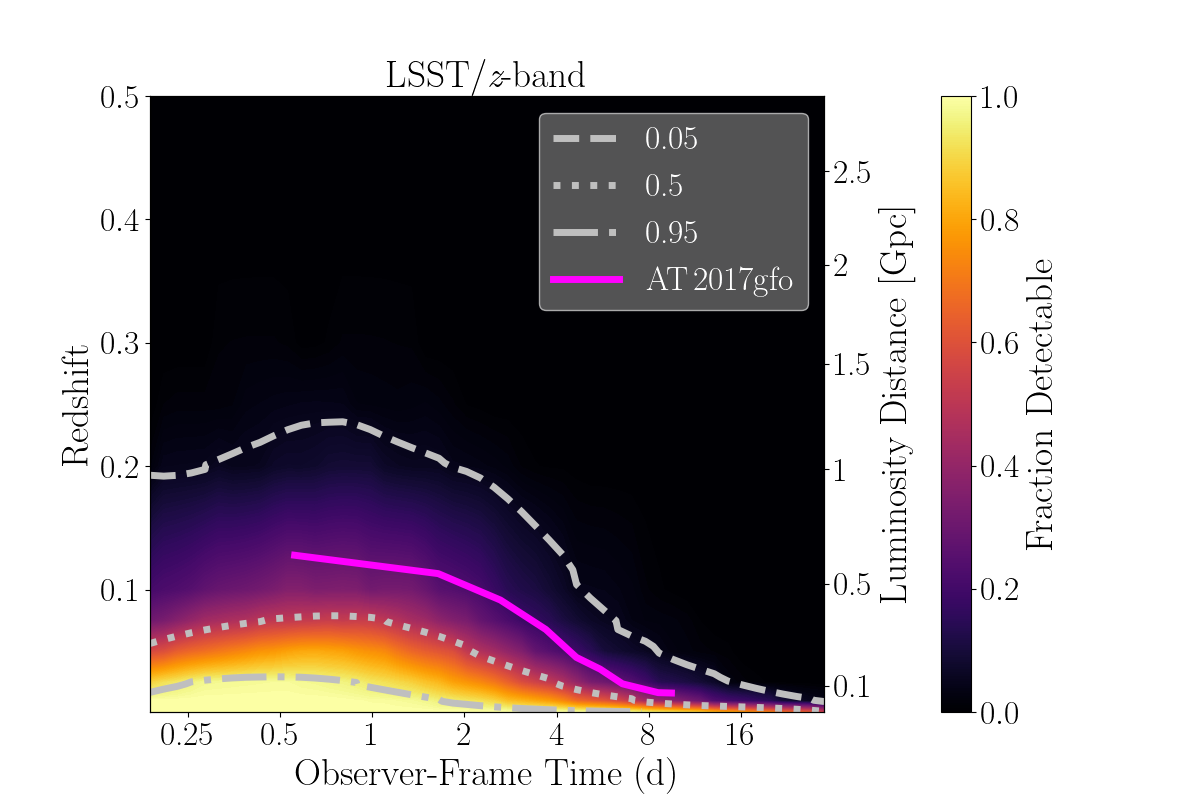 LSST/z-band
0.5
0.4
0.3
0.2
0.1
Redshift
0.05
0.5
0.95
AT 2017gfo
2.5
2
1.5
1
0.5
0.1
Luminosity Distance [Gpc]
1.0
0.8
0.6
0.4
0.2
0.0
Fraction Detectable
0.25 0.5 1 2 4 8 16
Observer-Frame Time (d)